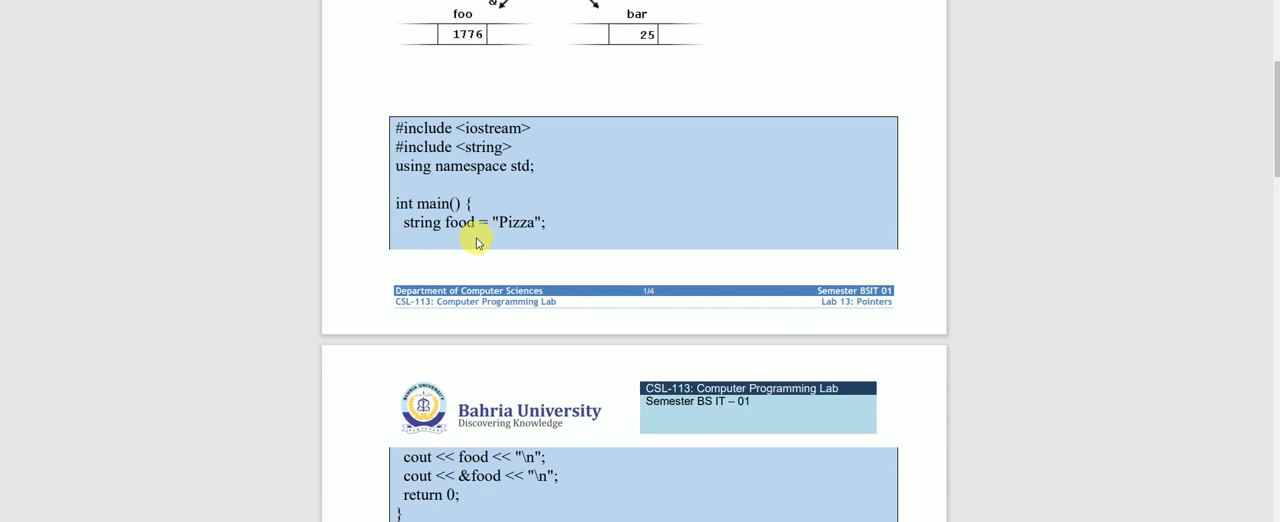 &
foo bar
1776 25
#include <iostream>
#include <string>
using namespace std;
int main() {
string food = "Pizza";
Department of Computer Sciences 1/4 Semester BSIT 01
CSL-113: Computer Programming Lab Lab 13: Pointers
CSL-113: Computer Programming Lab
Semester BS IT – 01
BAHRIA UNIVERSITY
Bahria University
Discovering Knowledge
cout << food << "\n";
cout << &food << "\n";
return 0;
}